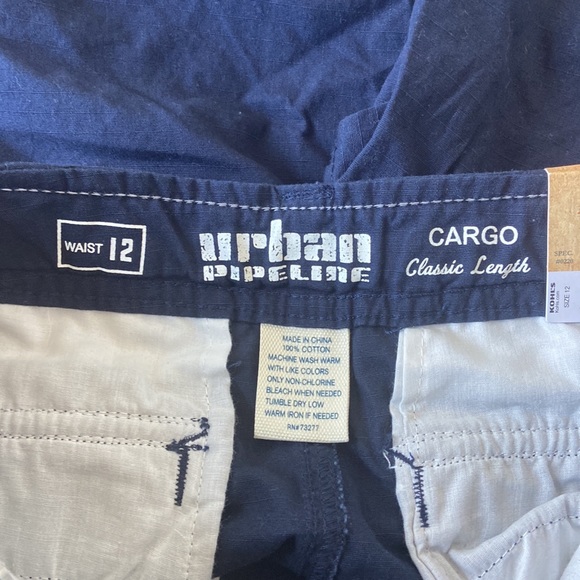 WAIST 12
urban
PIPELINE
CARGO
Classic Length
MADE IN CHINA
100% COTTON
MACHINE WASH WARM
WITH LIKE COLORS
ONLY NON-CHLORINE
BLEACH WHEN NEEDED
TUMBLE DRY LOW
WARM IRON IF NEEDED
RN#73277
SPEC
KOHL'S
SIZE 12